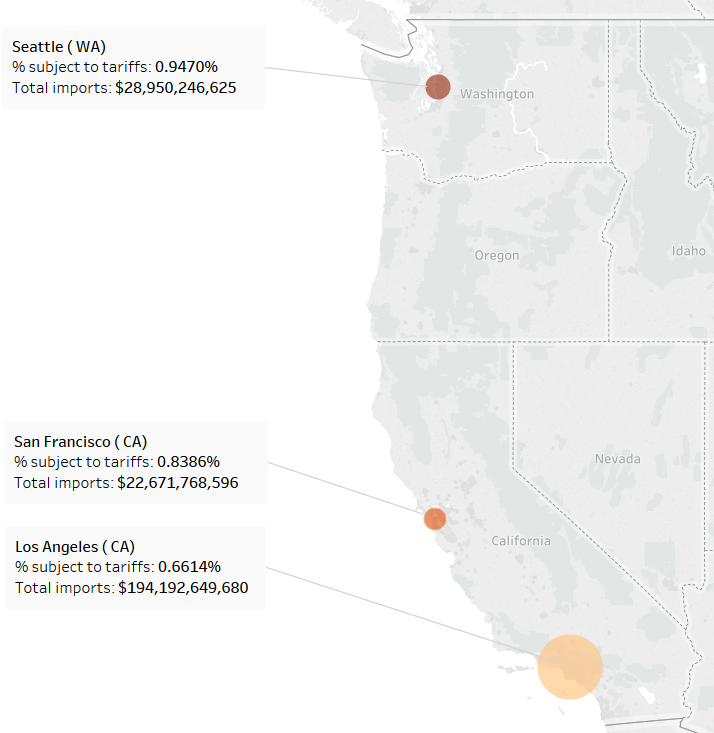 Seattle ( WA)
% subject to tariffs: 0.9470%
Total imports: $28,950,246,625
Washington
Oregon
Idaho
San Francisco ( CA)
% subject to tariffs: 0.8386%
Total imports: $22,671,768,596
Nevada
California
Los Angeles ( CA)
% subject to tariffs: 0.6614%
Total imports: $194,192,649,680